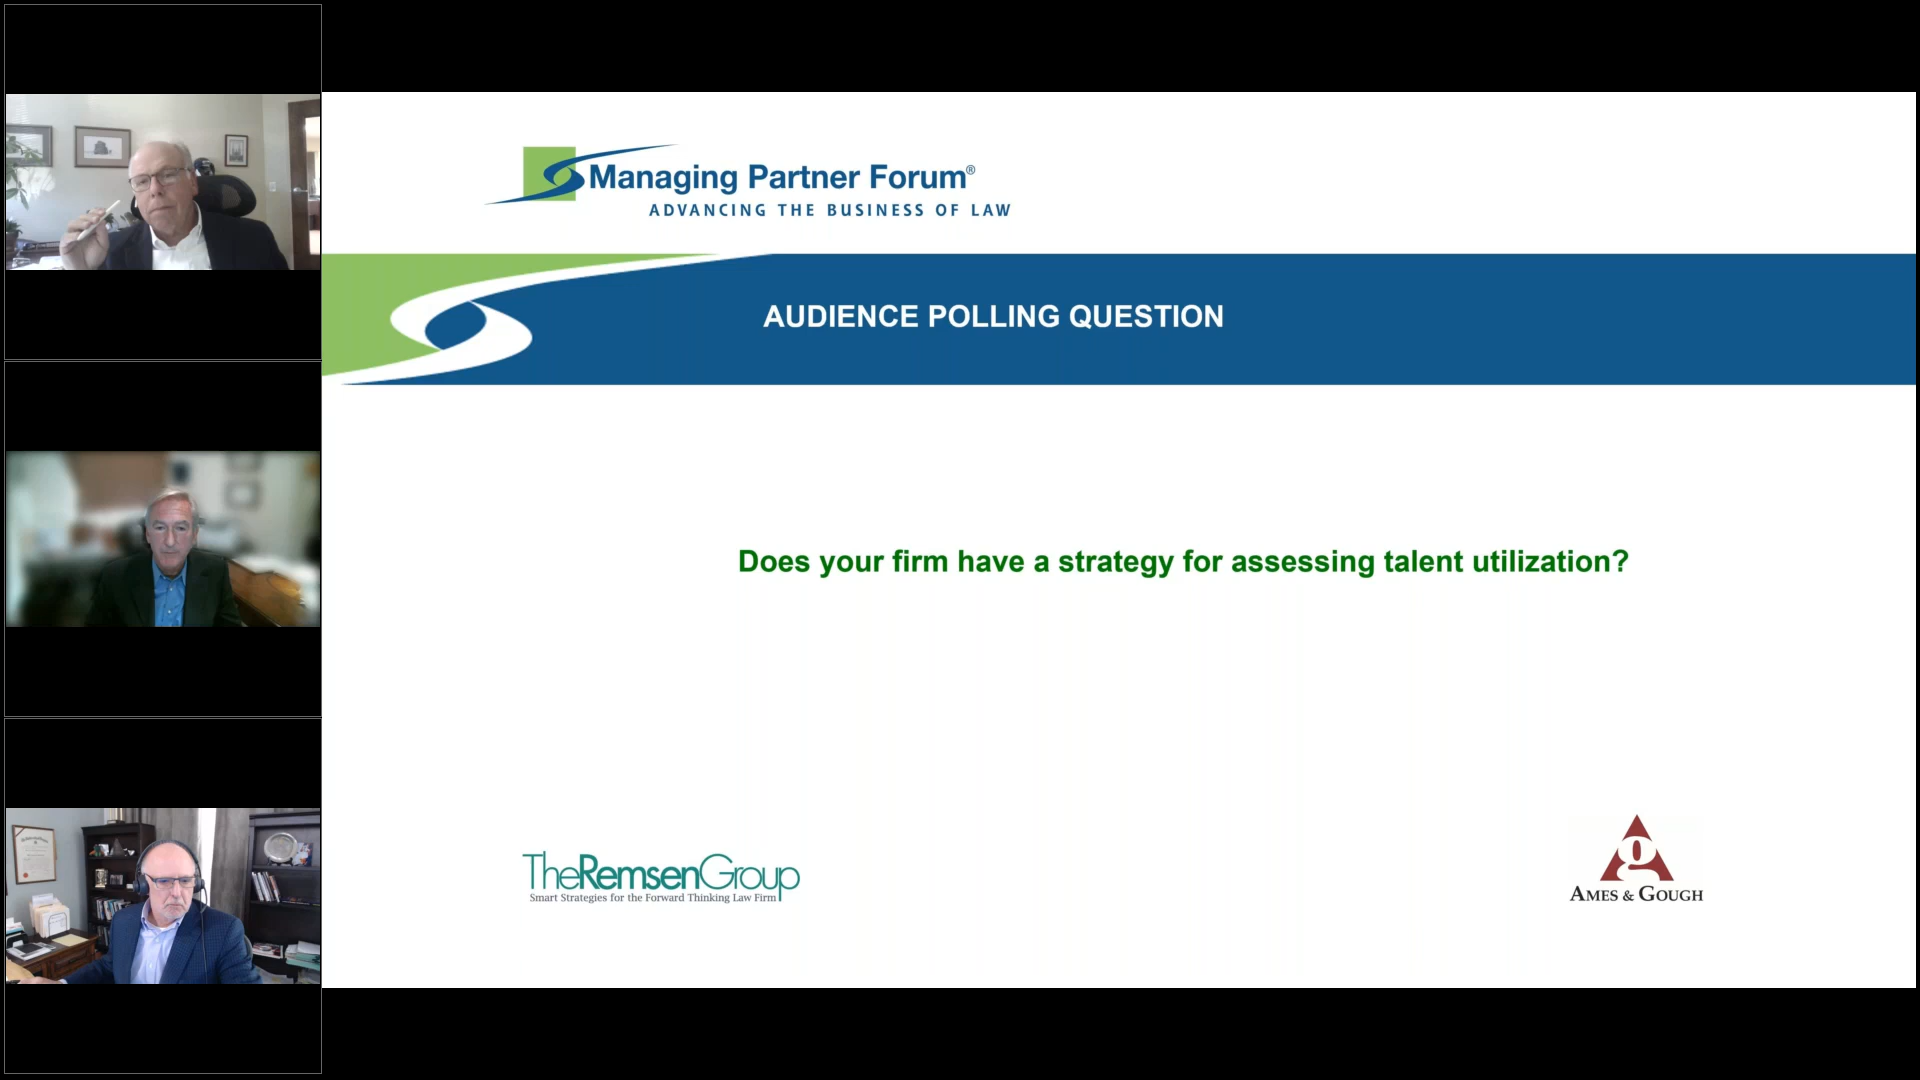 Managing Partner Forum®
ADVANCING THE BUSINESS OF LAW
AUDIENCE POLLING QUESTION
Does your firm have a strategy for assessing talent utilization?
TheRemsenGroup
Smart Strategies for the Forward Thinking Law Firm
g
AMES & GOUGH